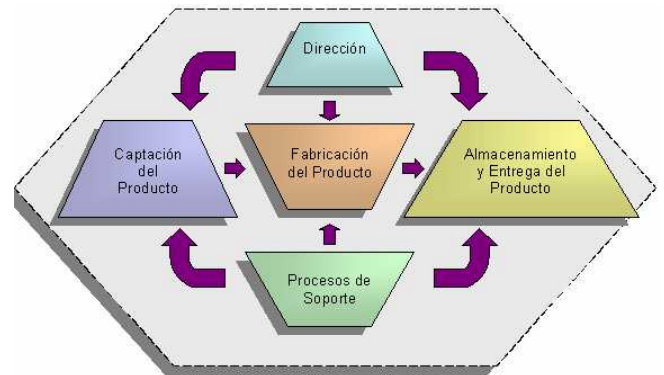 Dirección
Captación
del
Producto
Fabricación
del Producto
Almacenamiento
y Entrega del
Producto
Procesos de
Soporte